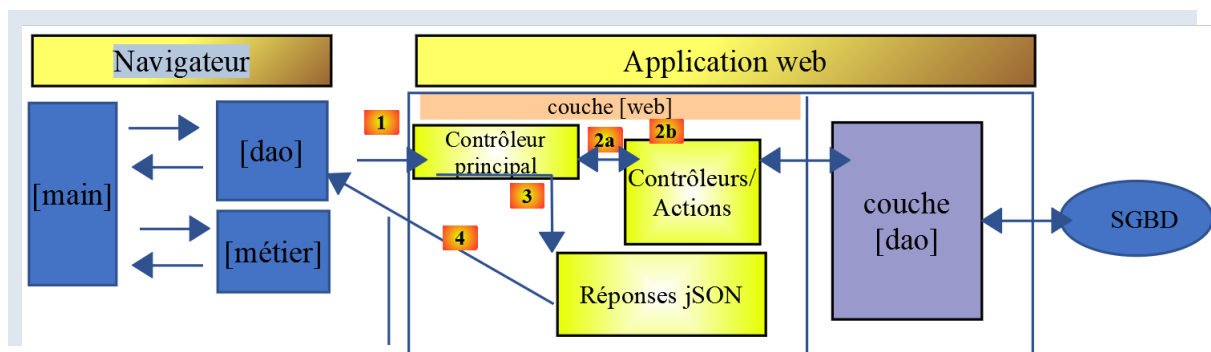 Navigateur
Application web
couche [web]
[main]
[dao]
[métier]
1
Contrôleur
principal
2a
2b
Contrôleurs/
Actions
3
4
Réponses jSON
couche
[dao]
SGBD